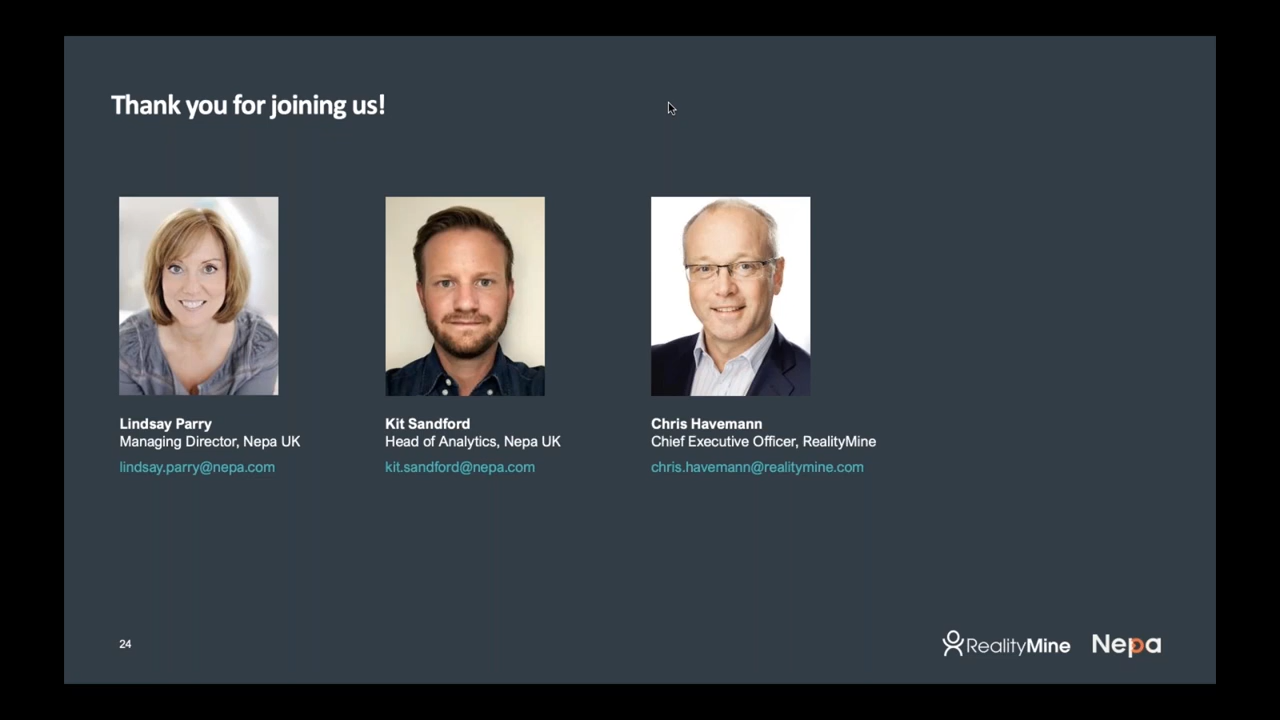 Thank you for joining us!
Lindsay Parry
Managing Director, Nepa UK
lindsay.parry@nepa.com
Kit Sandford
Head of Analytics, Nepa UK
kit.sandford@nepa.com
Chris Havemann
Chief Executive Officer, RealityMine
chris.havemann@realitymine.com
24
RealityMine
Nepa